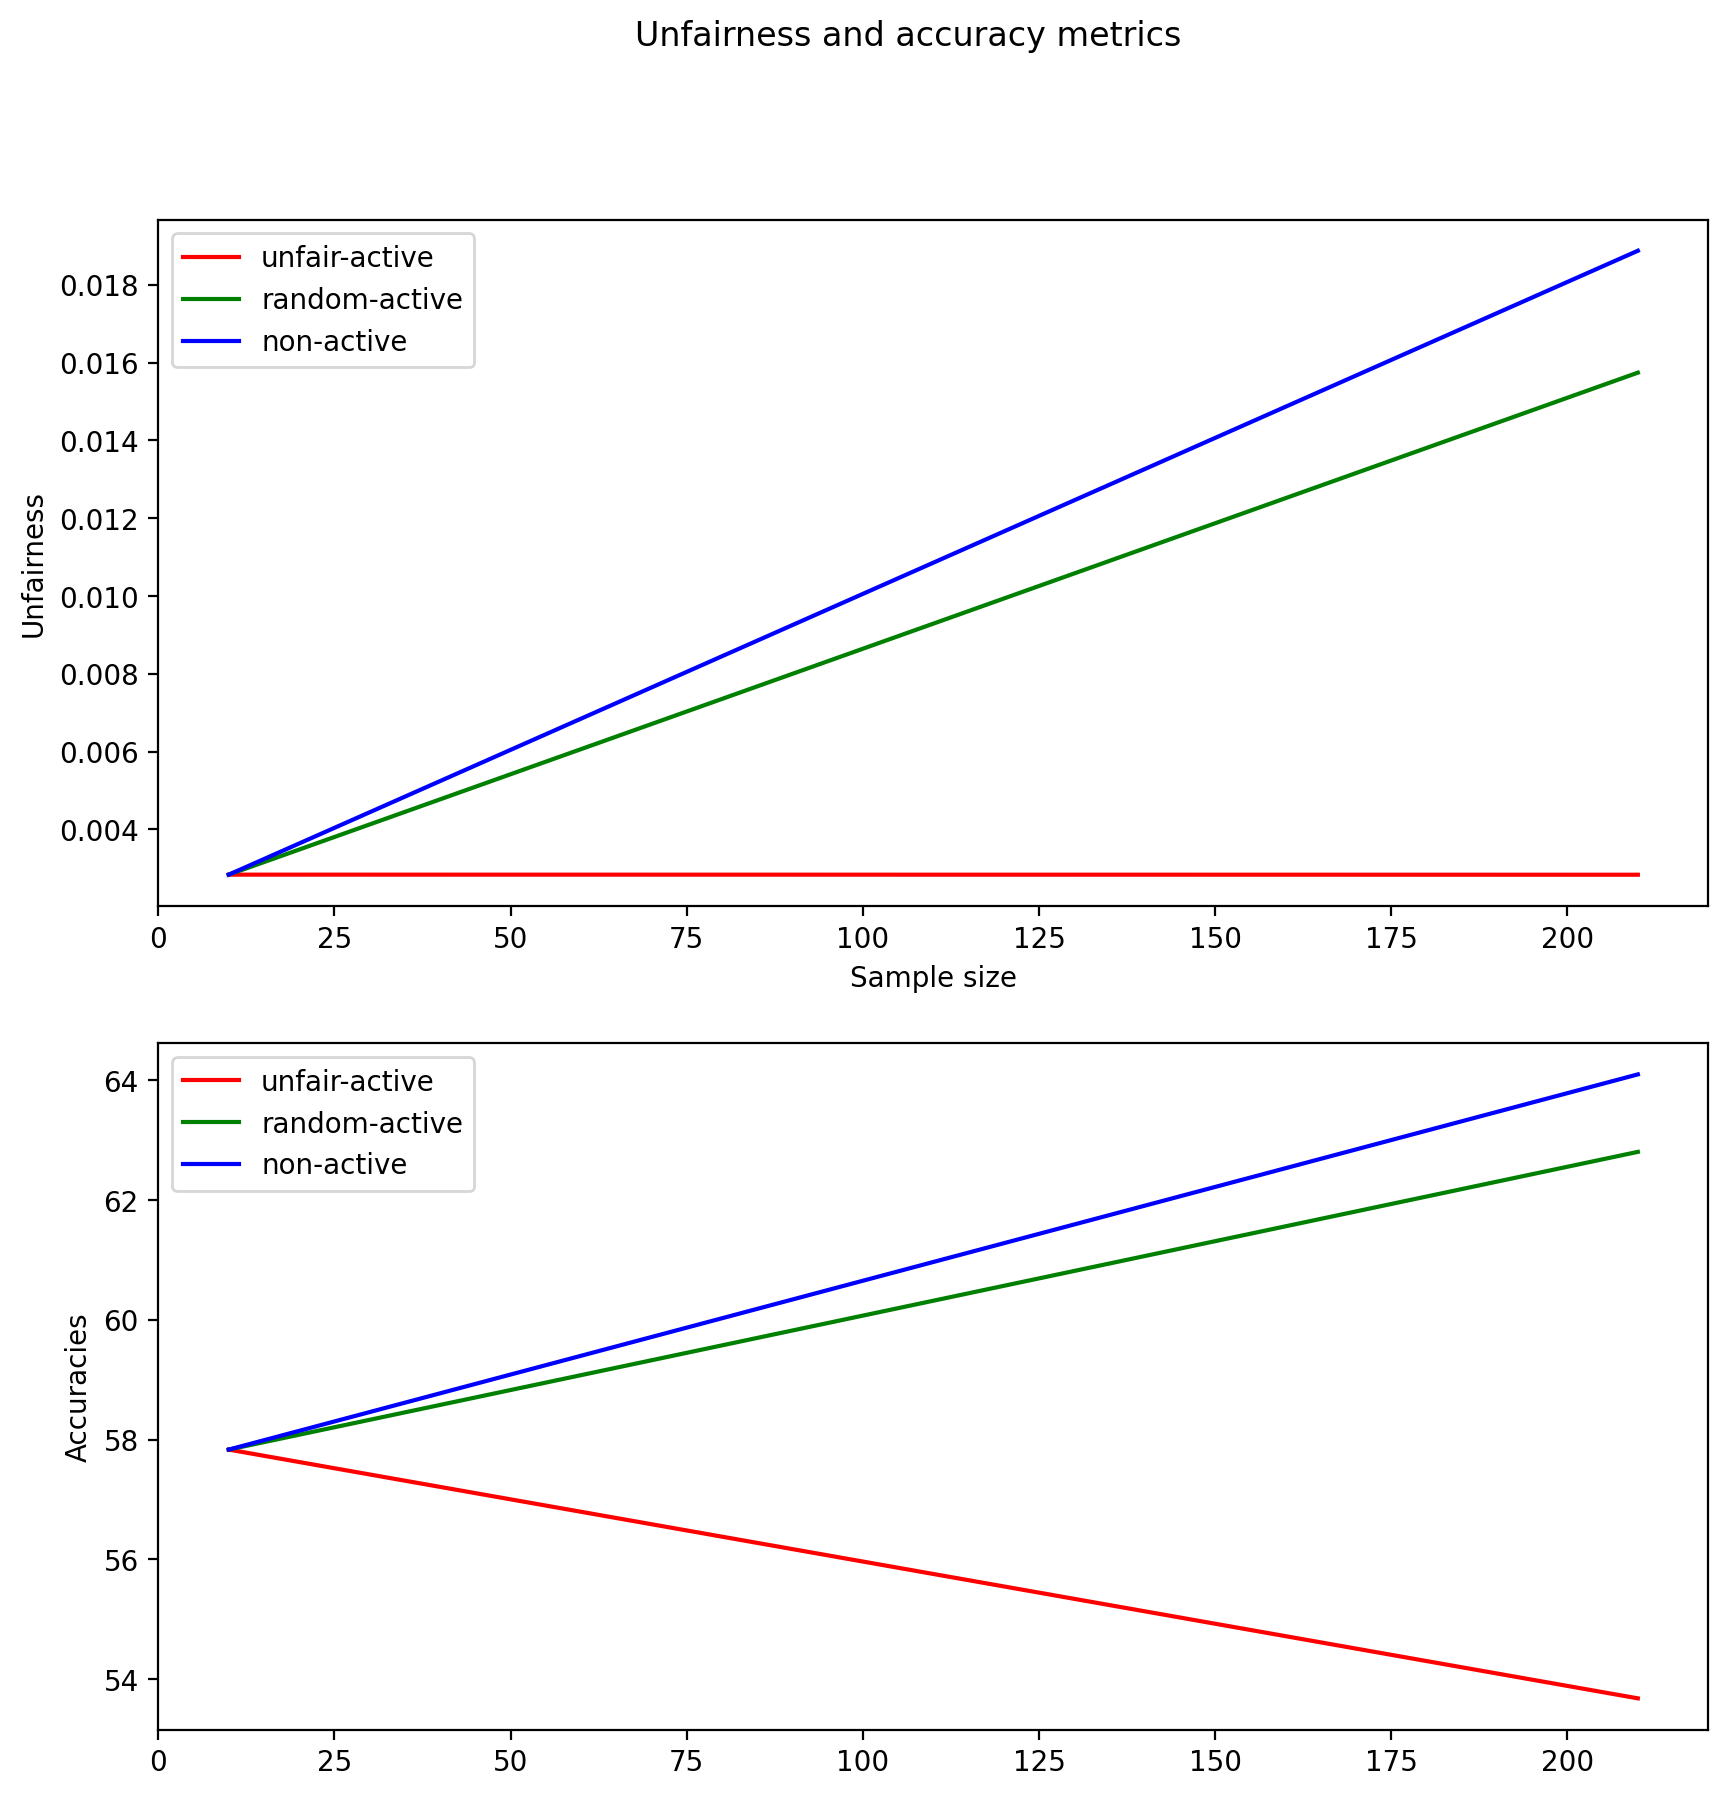 Unfairness and accuracy metrics
unfair-active
random-active
non-active
0.018
0.016
0.014
0.012
0.010
0.008
0.006
0.004
Unfairness
0 25 50 75 100 125 150 175 200
Sample size
unfair-active
random-active
non-active
64
62
60
58
56
54
Accuracies
0 25 50 75 100 125 150 175 200